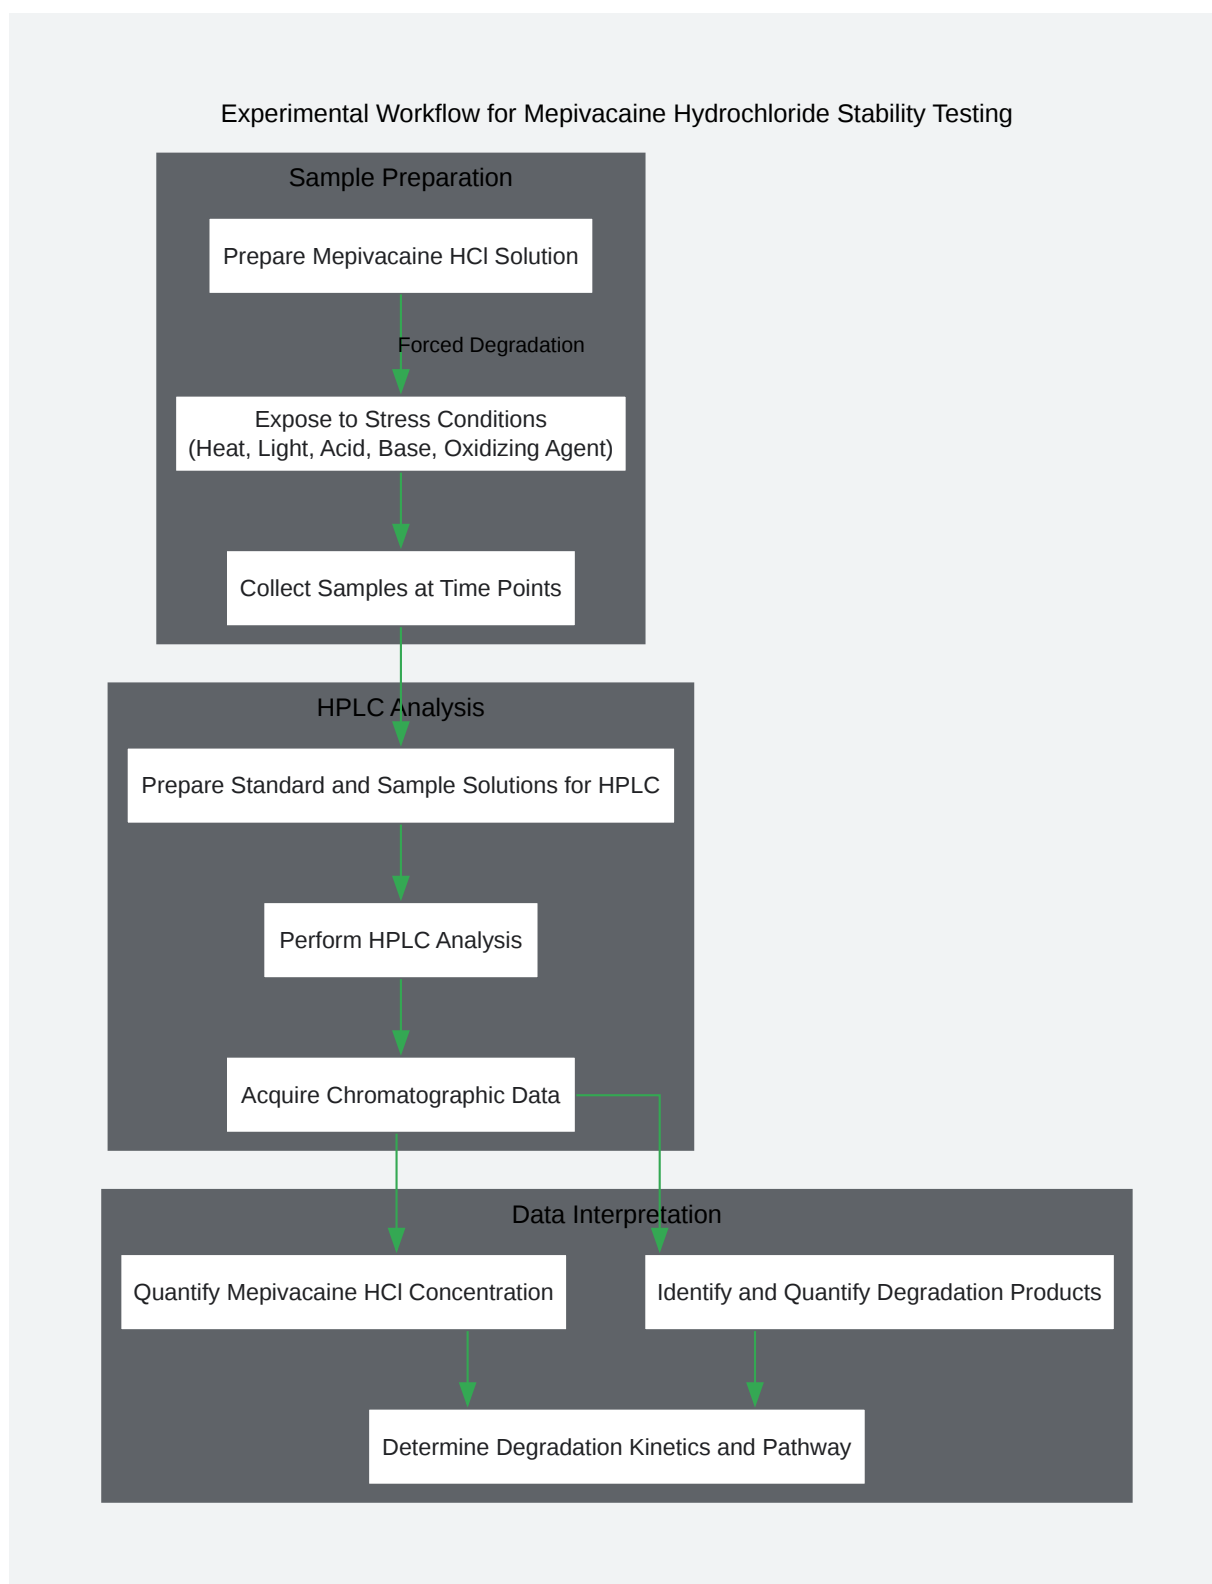 Experimental Workflow for Mepivacaine Hydrochloride Stability Testing
Sample Preparation
Prepare Mepivacaine HCl Solution
Forced Degradation
Expose to Stress Conditions
(Heat, Light, Acid, Base, Oxidizing Agent)
Collect Samples at Time Points
HPLC Analysis
Prepare Standard and Sample Solutions for HPLC
Perform HPLC Analysis
Acquire Chromatographic Data
Data Interpretation
Quantify Mepivacaine HCl Concentration
Identify and Quantify Degradation Products
Determine Degradation Kinetics and Pathway